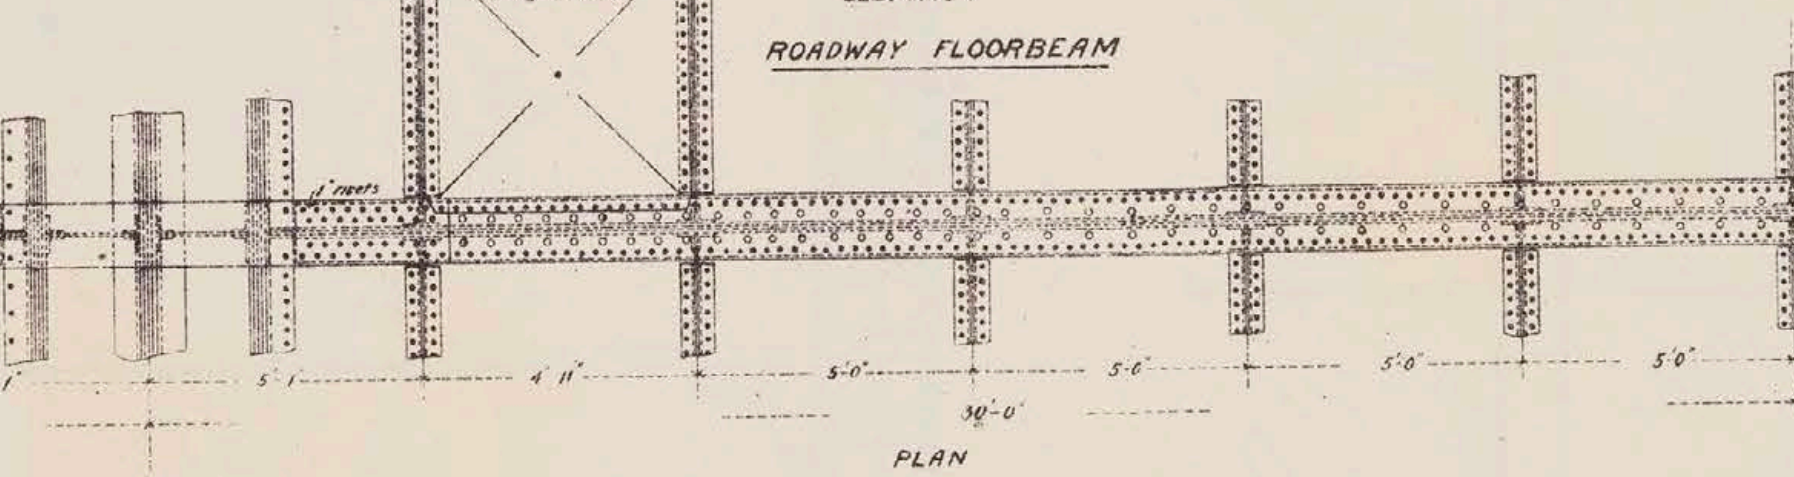 ROADWAY FLOORBEAM
1" rivets
1" 5'-1" 4'-11" 5'-0" 5'-0" 5'-0" 5'-0"
30'-0"
PLAN